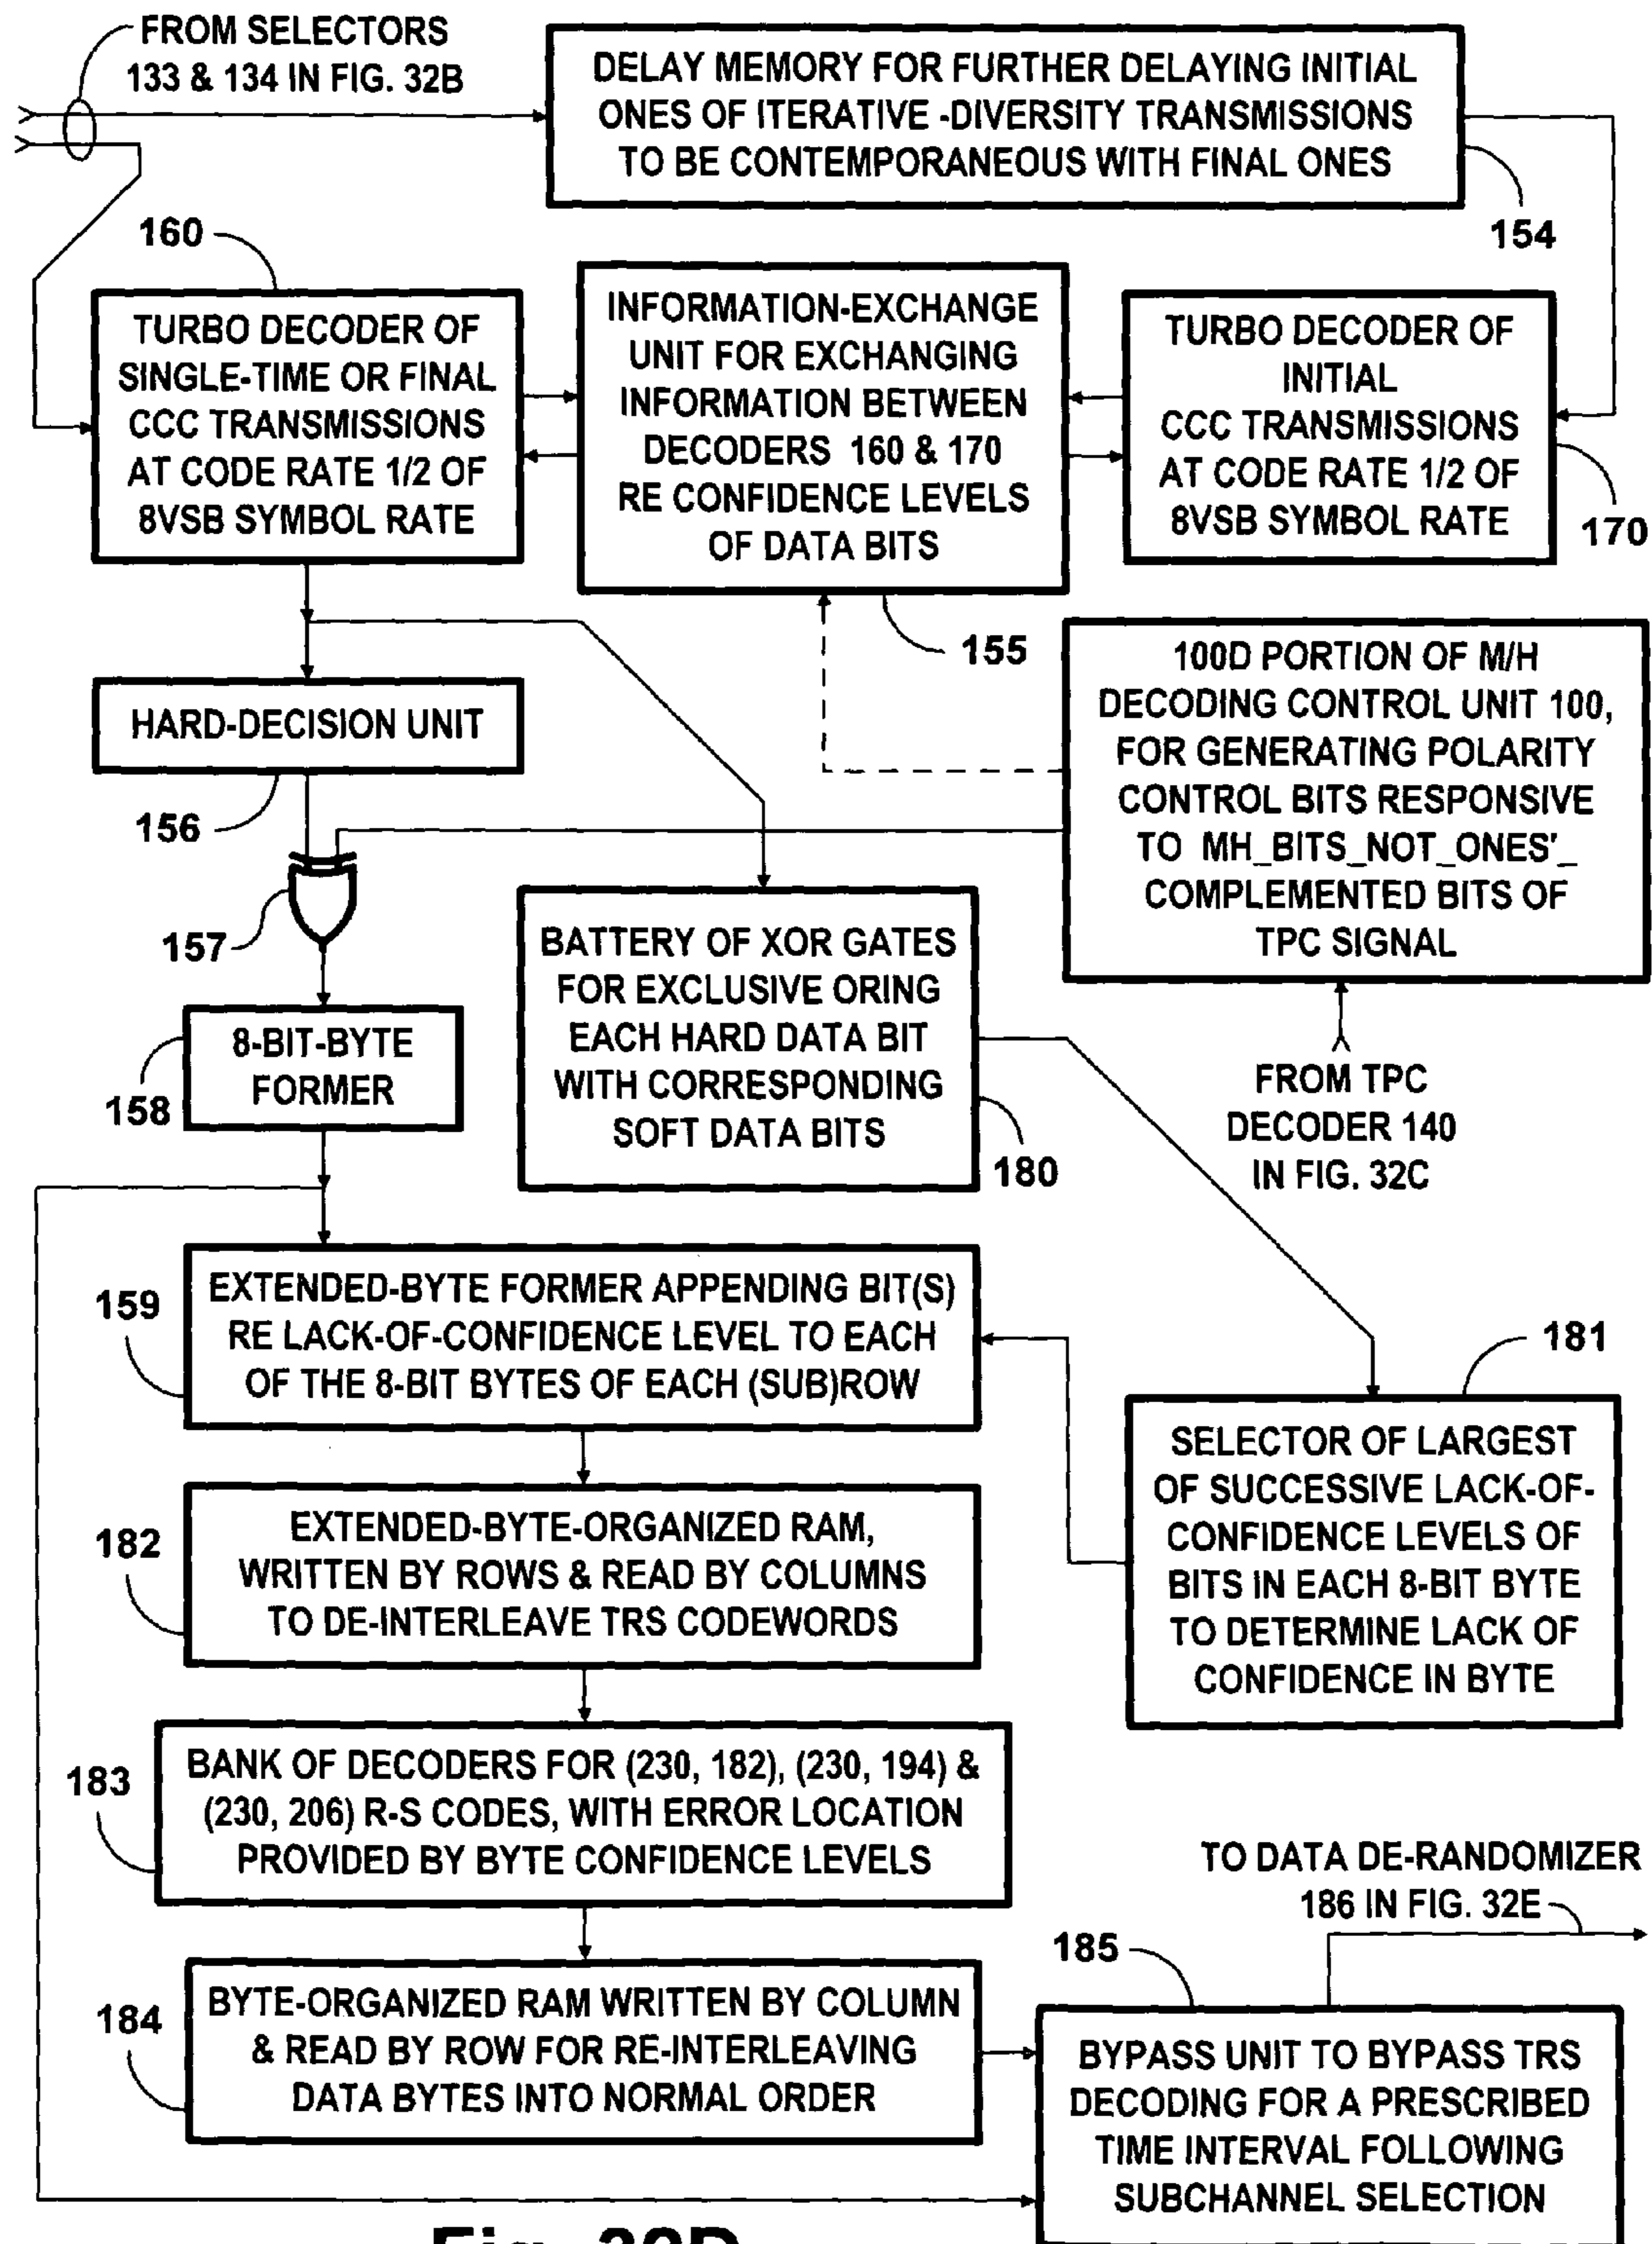 FROM SELECTORS
133 & 134 IN FIG. 32B
DELAY MEMORY FOR FURTHER DELAYING INITIAL
ONES OF ITERATIVE -DIVERSITY TRANSMISSIONS
TO BE CONTEMPORANEOUS WITH FINAL ONES
154
160
TURBO DECODER OF
SINGLE-TIME OR FINAL
CCC TRANSMISSIONS
AT CODE RATE 1/2 OF
8VSB SYMBOL RATE
INFORMATION-EXCHANGE
UNIT FOR EXCHANGING
INFORMATION BETWEEN
DECODERS 160 & 170
RE CONFIDENCE LEVELS
OF DATA BITS
155
TURBO DECODER OF
INITIAL
CCC TRANSMISSIONS
AT CODE RATE 1/2 OF
8VSB SYMBOL RATE
170
HARD-DECISION UNIT
156
100D PORTION OF M/H
DECODING CONTROL UNIT 100,
FOR GENERATING POLARITY
CONTROL BITS RESPONSIVE
TO MH_BITS_NOT_ONES'_
COMPLEMENTED BITS OF
TPC SIGNAL
157
FROM TPC
DECODER 140
IN FIG. 32C
8-BIT-BYTE
FORMER
158
BATTERY OF XOR GATES
FOR EXCLUSIVE ORING
EACH HARD DATA BIT
WITH CORRESPONDING
SOFT DATA BITS
180
159
EXTENDED-BYTE FORMER APPENDING BIT(S)
RE LACK-OF-CONFIDENCE LEVEL TO EACH
OF THE 8-BIT BYTES OF EACH (SUB)ROW
181
SELECTOR OF LARGEST
OF SUCCESSIVE LACK-OF-
CONFIDENCE LEVELS OF
BITS IN EACH 8-BIT BYTE
TO DETERMINE LACK OF
CONFIDENCE IN BYTE
182
EXTENDED-BYTE-ORGANIZED RAM,
WRITTEN BY ROWS & READ BY COLUMNS
TO DE-INTERLEAVE TRS CODEWORDS
183
BANK OF DECODERS FOR (230, 182), (230, 194) &
(230, 206) R-S CODES, WITH ERROR LOCATION
PROVIDED BY BYTE CONFIDENCE LEVELS
TO DATA DE-RANDOMIZER
186 IN FIG. 32E
184
BYTE-ORGANIZED RAM WRITTEN BY COLUMN
& READ BY ROW FOR RE-INTERLEAVING
DATA BYTES INTO NORMAL ORDER
185
BYPASS UNIT TO BYPASS TRS
DECODING FOR A PRESCRIBED
TIME INTERVAL FOLLOWING
SUBCHANNEL SELECTION